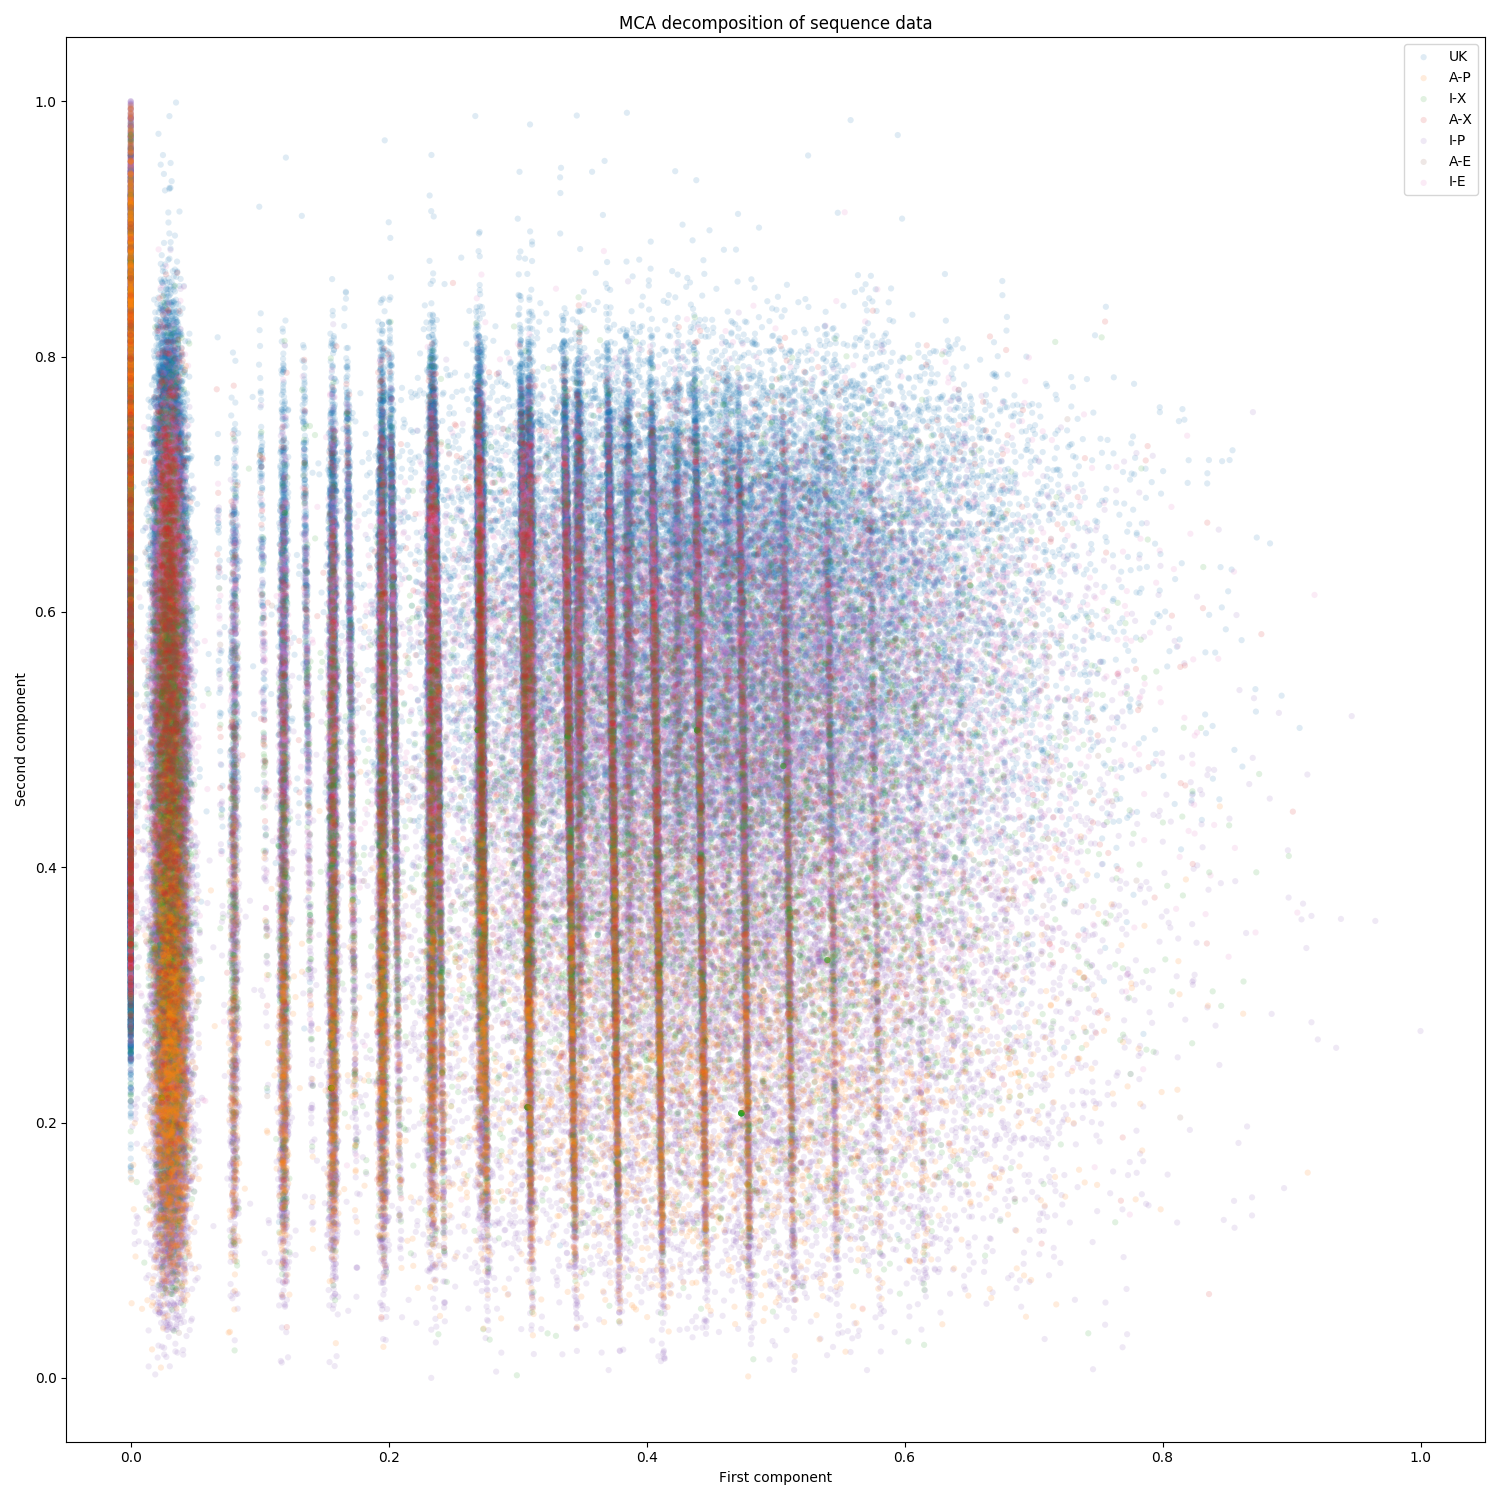 MCA decomposition of sequence data
UK
A-P
I-X
A-X
I-P
A-E
I-E
1.0
0.8
0.6
0.4
0.2
0.0
Second component
0.0
0.2
0.4
0.6
0.8
1.0
First component